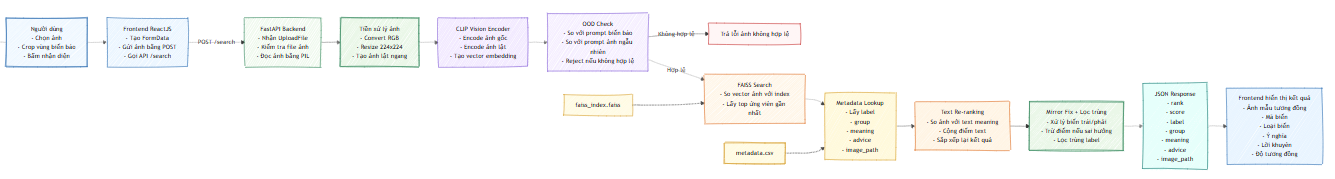 Người dùng
- Chọn ảnh
- Crop vùng biển báo
- Bấm nhận diện
Frontend ReactJS
- Tạo FormData
- Gửi ảnh bằng POST
- Gọi API /search
POST /search
FastAPI Backend
- Nhận UploadFile
- Kiểm tra file ảnh
- Đọc ảnh bằng PIL
Tiền xử lý ảnh
- Convert RGB
- Resize 224x224
- Tạo ảnh lật ngang
CLIP Vision Encoder
- Encode ảnh gốc
- Encode ảnh lật
- Tạo vector embedding
OOD Check
- So với prompt biển báo
- So với prompt ảnh ngẫu
nhiên
- Reject nếu không hợp lệ
Không hợp lệ
Trả lỗi ảnh không hợp lệ
Hợp lệ
faiss_index.faiss
FAISS Search
- So vector ảnh với index
- Lấy top ứng viên gần
nhất
metadata.csv
Metadata Lookup
- Lấy label
- group
- meaning
- advice
- image_path
Text Re-ranking
- So ảnh với text meaning
- Cộng điểm text
- Sắp xếp lại kết quả
Mirror Fix + Lọc trùng
- Xử lý biển trái/phải
- Trừ điểm nếu sai hướng
- Lọc trùng label
JSON Response
- rank
- score
- label
- group
- meaning
- advice
- image_path
Frontend hiển thị kết quả
- Ảnh mẫu tương đồng
- Mã biển
- Loại biển
- Ý nghĩa
- Lời khuyên
- Độ tương đồng